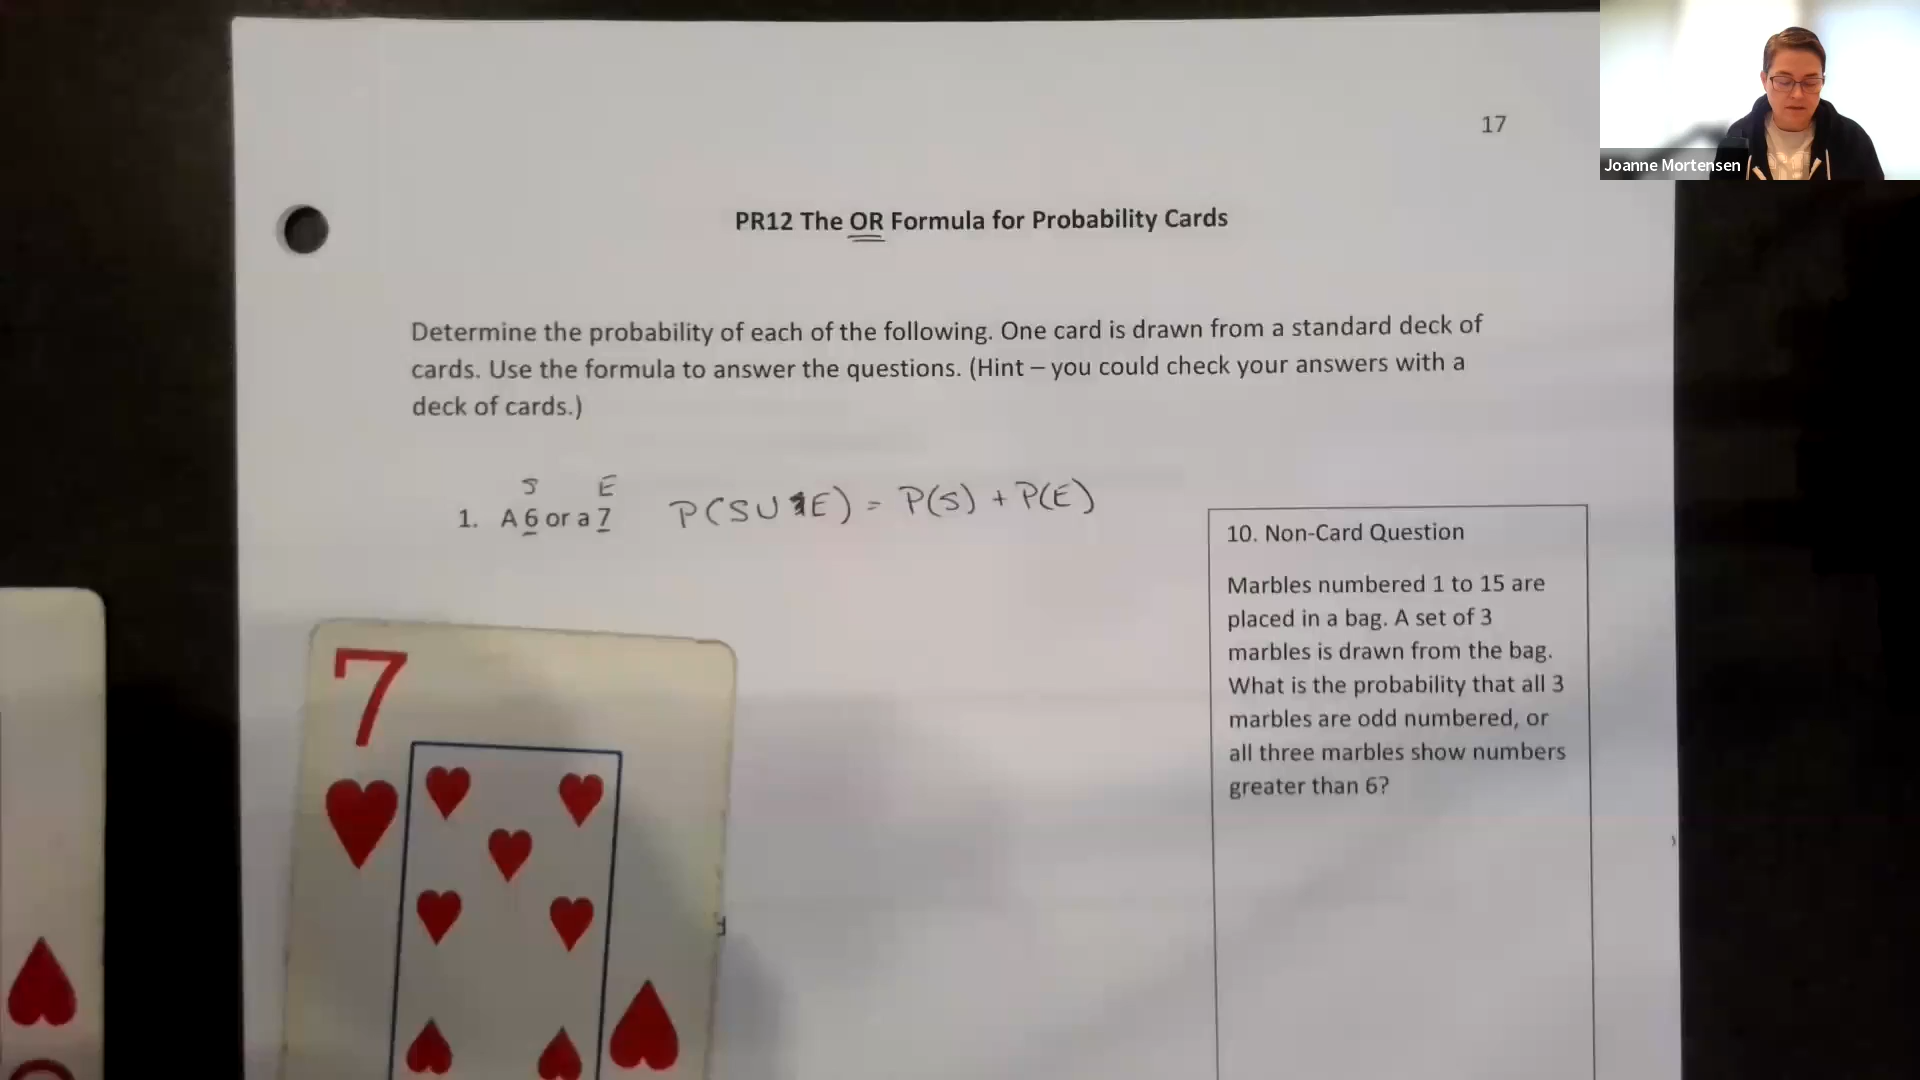 17
Joanne Mortensen
PR12 The OR Formula for Probability Cards
Determine the probability of each of the following. One card is drawn from a standard deck of
cards. Use the formula to answer the questions. (Hint – you could check your answers with a
deck of cards.)
S E
1. A 6 or a 7 P(SUE) = P(S) + P(E)
10. Non-Card Question
Marbles numbered 1 to 15 are
placed in a bag. A set of 3
marbles is drawn from the bag.
What is the probability that all 3
marbles are odd numbered, or
all three marbles show numbers
greater than 6?
7